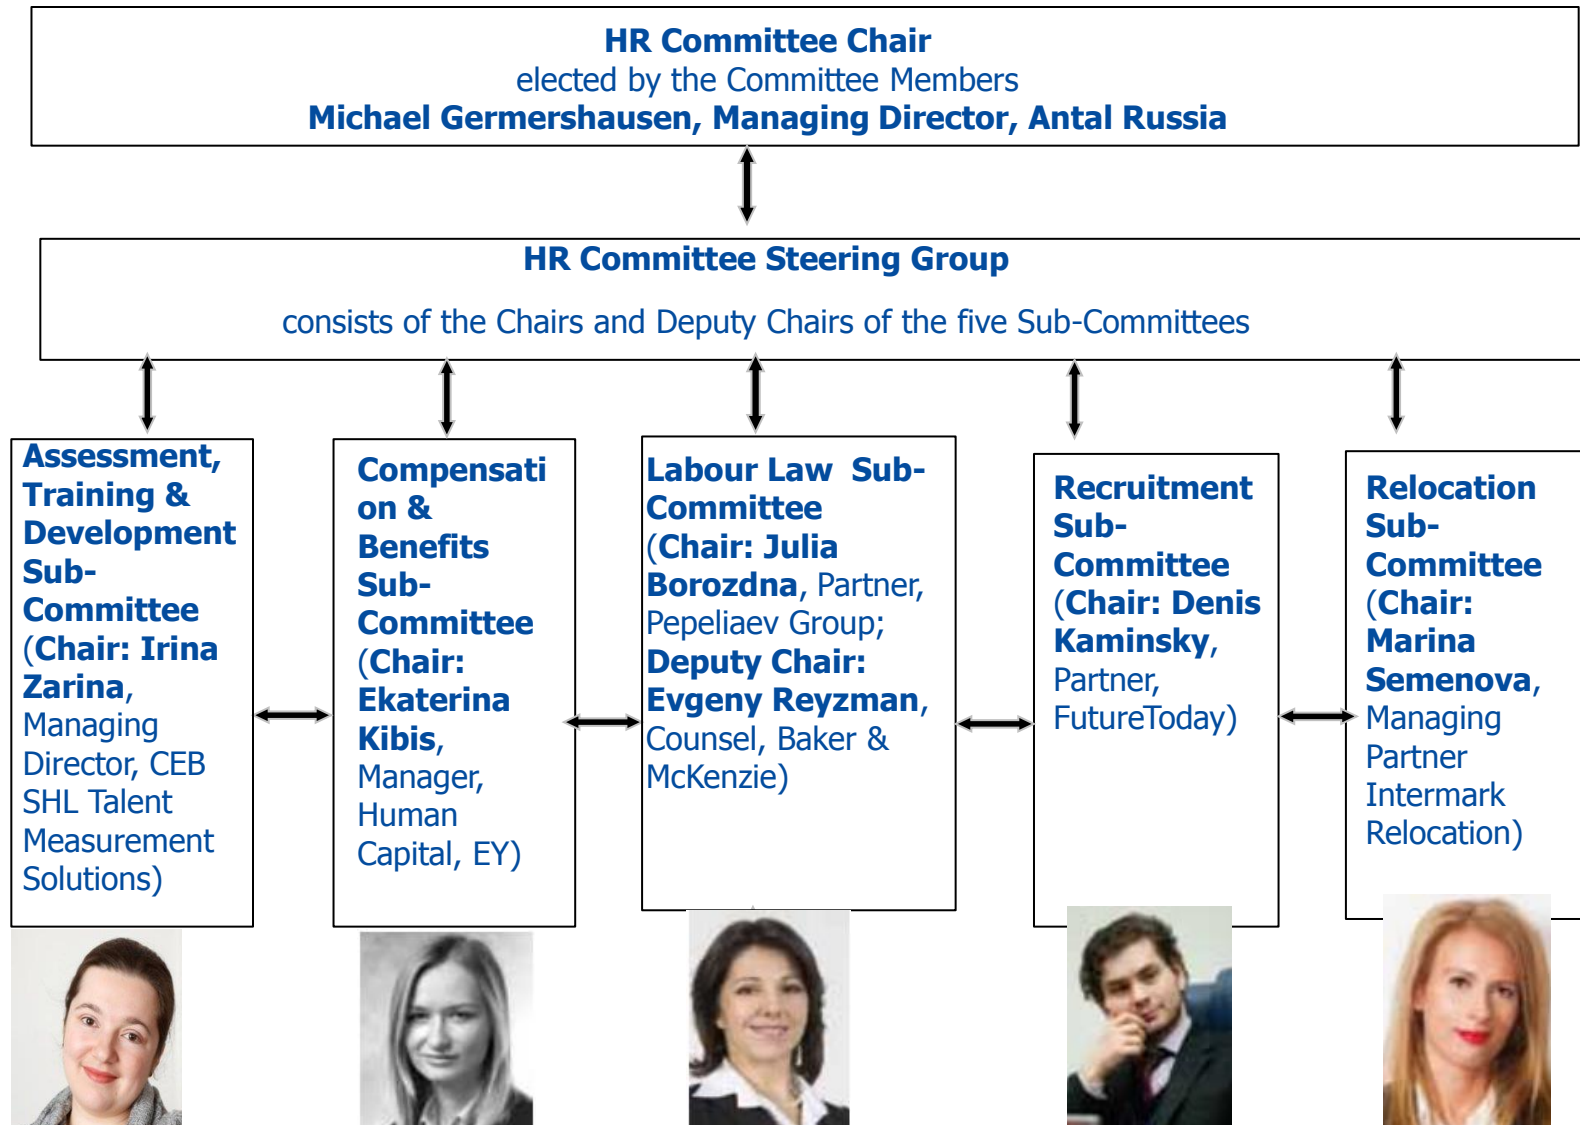 HR Committee Chair
elected by the Committee Members
Michael Germershausen, Managing Director, Antal Russia
HR Committee Steering Group
consists of the Chairs and Deputy Chairs of the five Sub-Committees
Assessment,
Training &
Development
Sub-
Committee
(Chair: Irina
Zarina,
Managing
Director, CEB
SHL Talent
Measurement
Solutions)
Compensati
on &
Benefits
Sub-
Committee
(Chair:
Ekaterina
Kibis,
Manager,
Human
Capital, EY)
Labour Law  Sub-
Committee
(Chair: Julia
Borozdna, Partner,
Pepeliaev Group;
Deputy Chair:
Evgeny Reyzman,
Counsel, Baker &
McKenzie)
Recruitment
Sub-
Committee
(Chair: Denis
Kaminsky,
Partner,
FutureToday)
Relocation
Sub-
Committee
(Chair:
Marina
Semenova,
Managing
Partner
Intermark
Relocation)